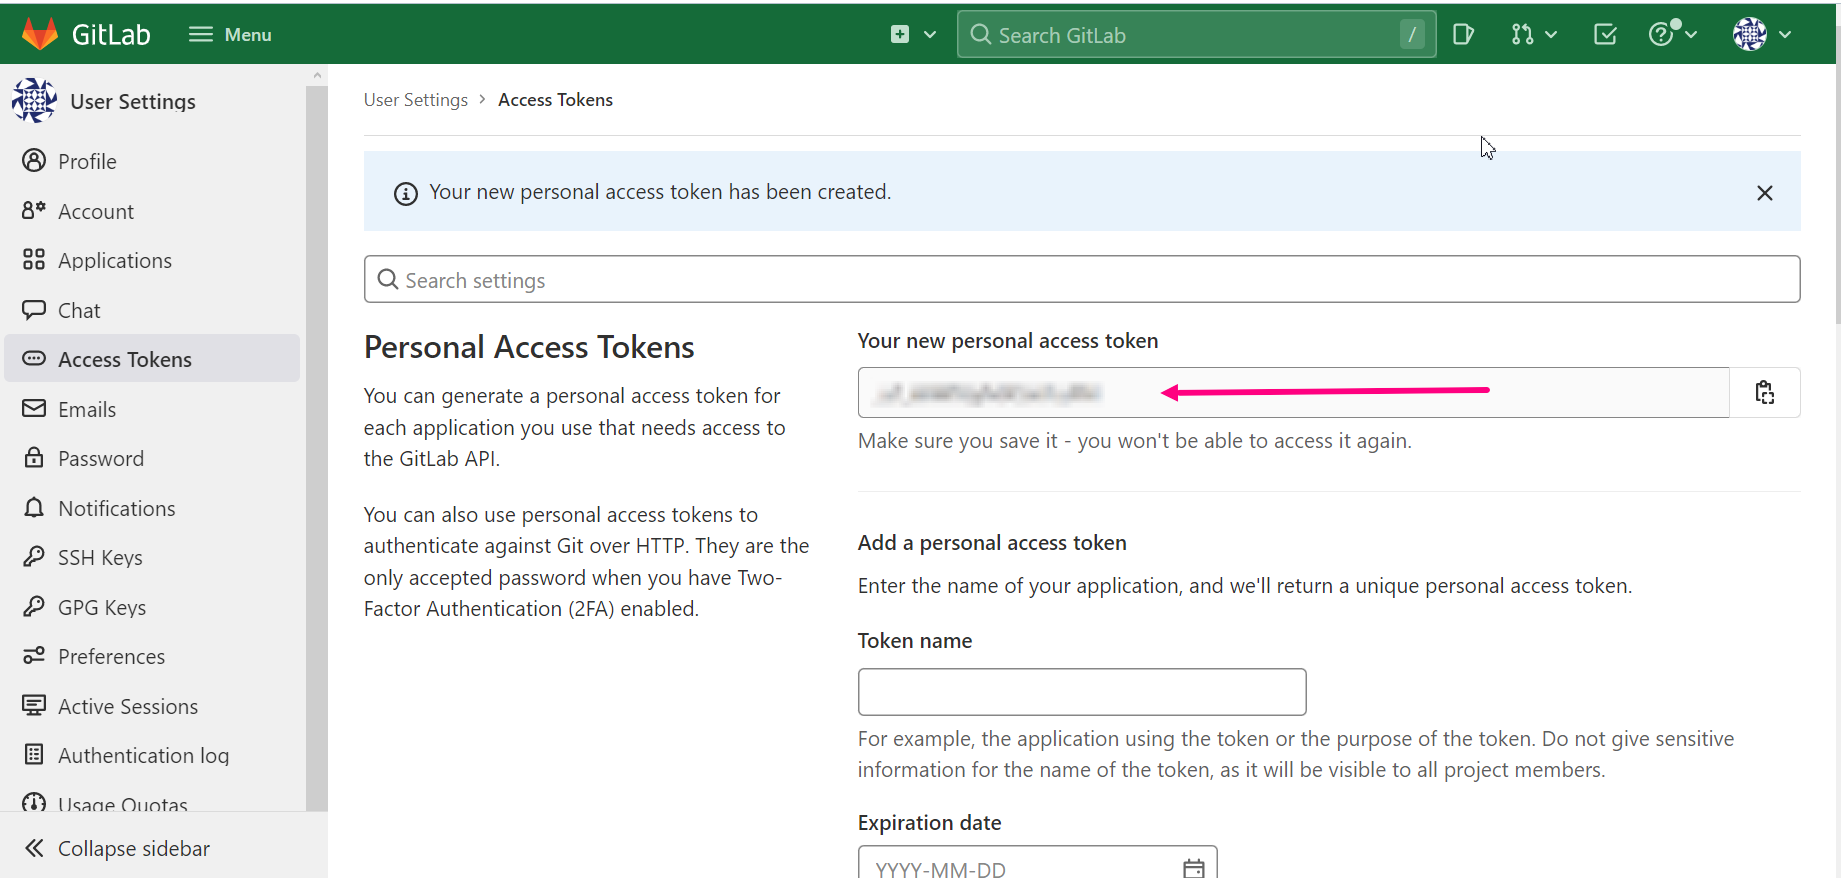 GitLab
Menu
Search GitLab
/
User Settings
Profile
Account
Applications
Chat
Access Tokens
Emails
Password
Notifications
SSH Keys
GPG Keys
Preferences
Active Sessions
Authentication log
Usage Quotas
Collapse sidebar
User Settings > Access Tokens
Your new personal access token has been created.
Search settings
Personal Access Tokens
You can generate a personal access token for
each application you use that needs access to
the GitLab API.
You can also use personal access tokens to
authenticate against Git over HTTP. They are the
only accepted password when you have Two-
Factor Authentication (2FA) enabled.
Your new personal access token
Make sure you save it - you won't be able to access it again.
Add a personal access token
Enter the name of your application, and we'll return a unique personal access token.
Token name
For example, the application using the token or the purpose of the token. Do not give sensitive
information for the name of the token, as it will be visible to all project members.
Expiration date
YYYY-MM-DD